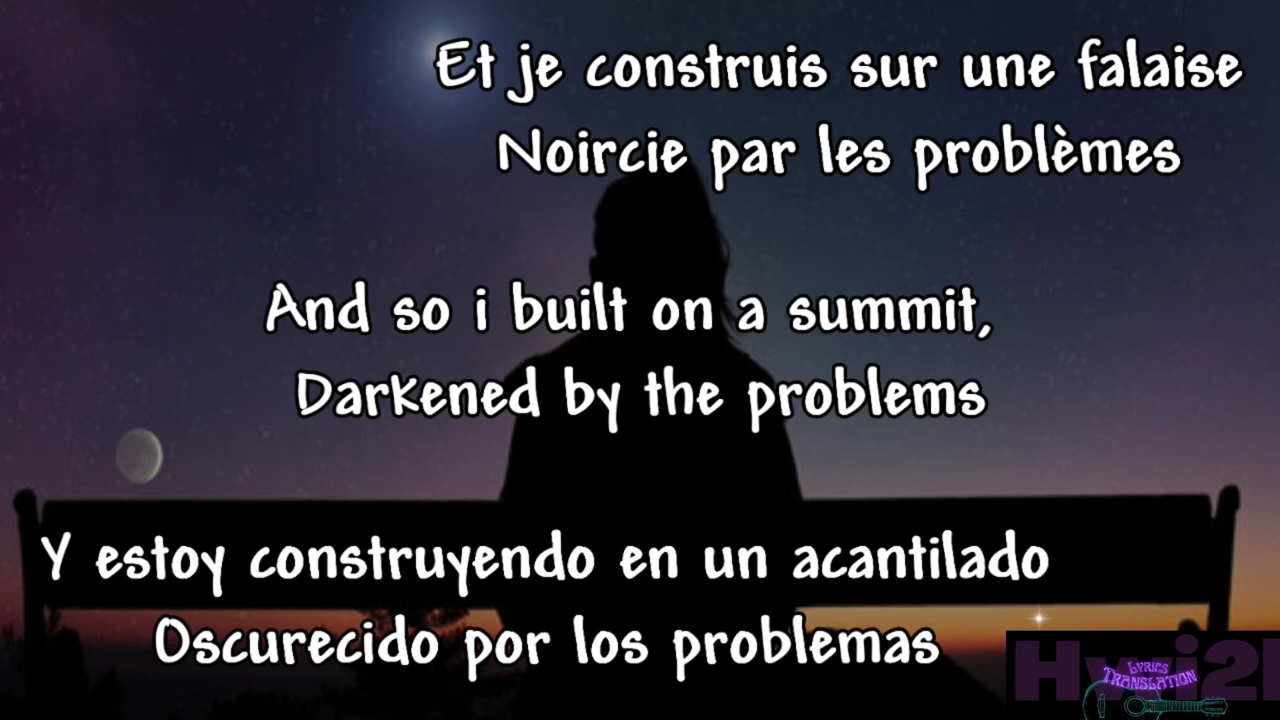 Et je construis sur une falaise
Noircie par les problèmes
And so i built on a summit,
Darkened by the problems
Y estoy construyendo en un acantilado
Oscurecido por los problemas
LYRICS
TRANSLATION